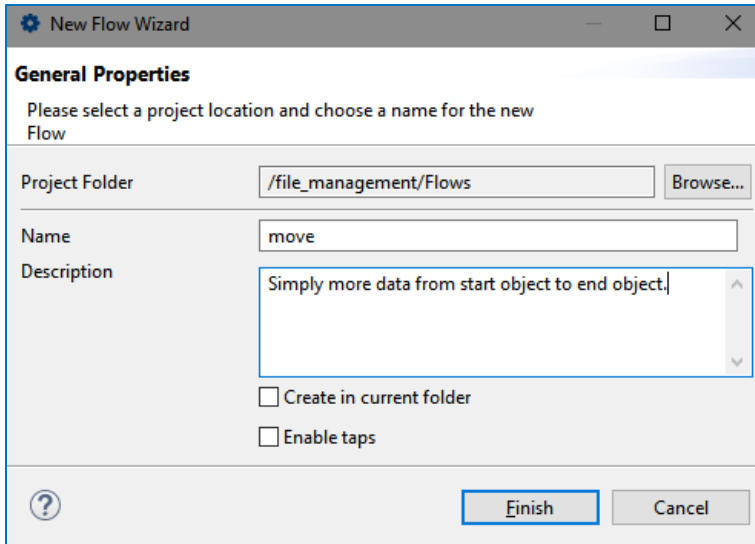 New Flow Wizard
General Properties
Please select a project location and choose a name for the new
Flow
Project Folder /file_management/Flows Browse...
Name move
Description Simply more data from start object to end object.
Create in current folder
Enable taps
? Finish Cancel